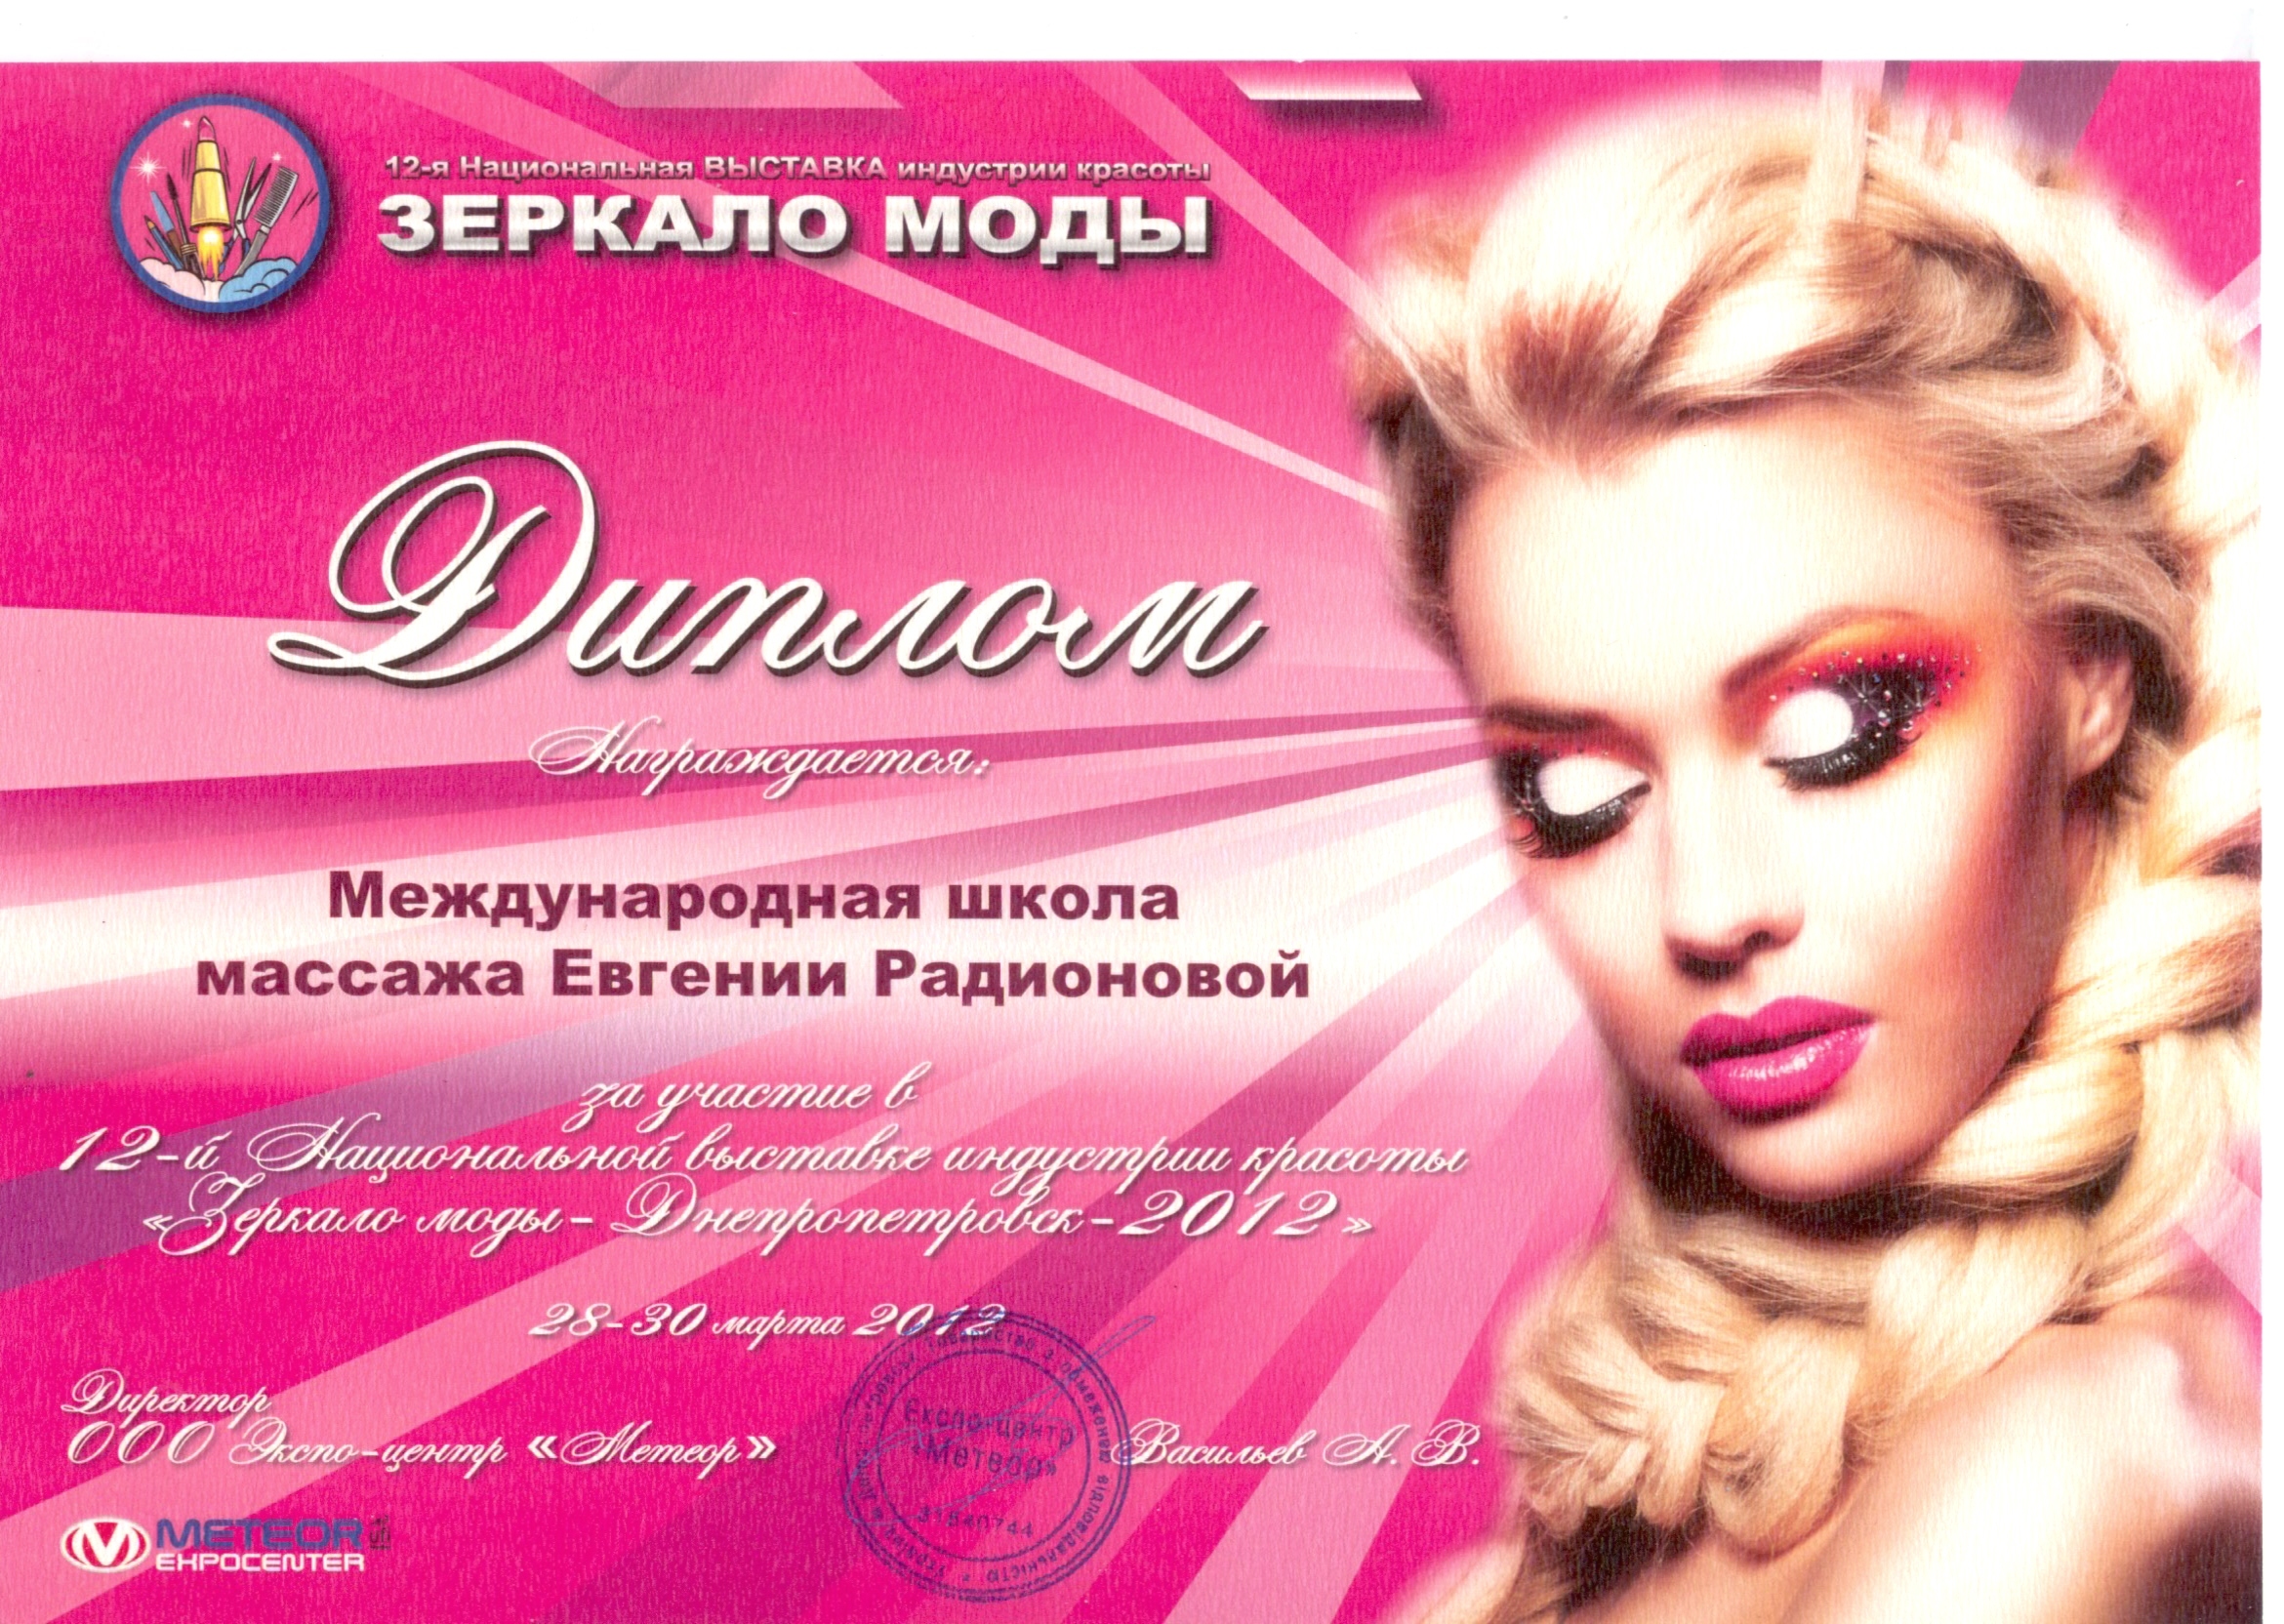 12-я Национальная ВЫСТАВКА индустрии красоты
ЗЕРКАЛО МОДЫ
Диплом
Награждается:
Международная школа
массажа Евгении Радионовой
за участие в
12-й Национальной выставке индустрии красоты
«Зеркало моды- Днепропетровск-2012»
28-30 марта 2012
Директор
ООО Экспо-центр «Метеор»
Васильев А. В.
Експо-центр
«Метеор»
31540744
METEOR
EXPOCENTER